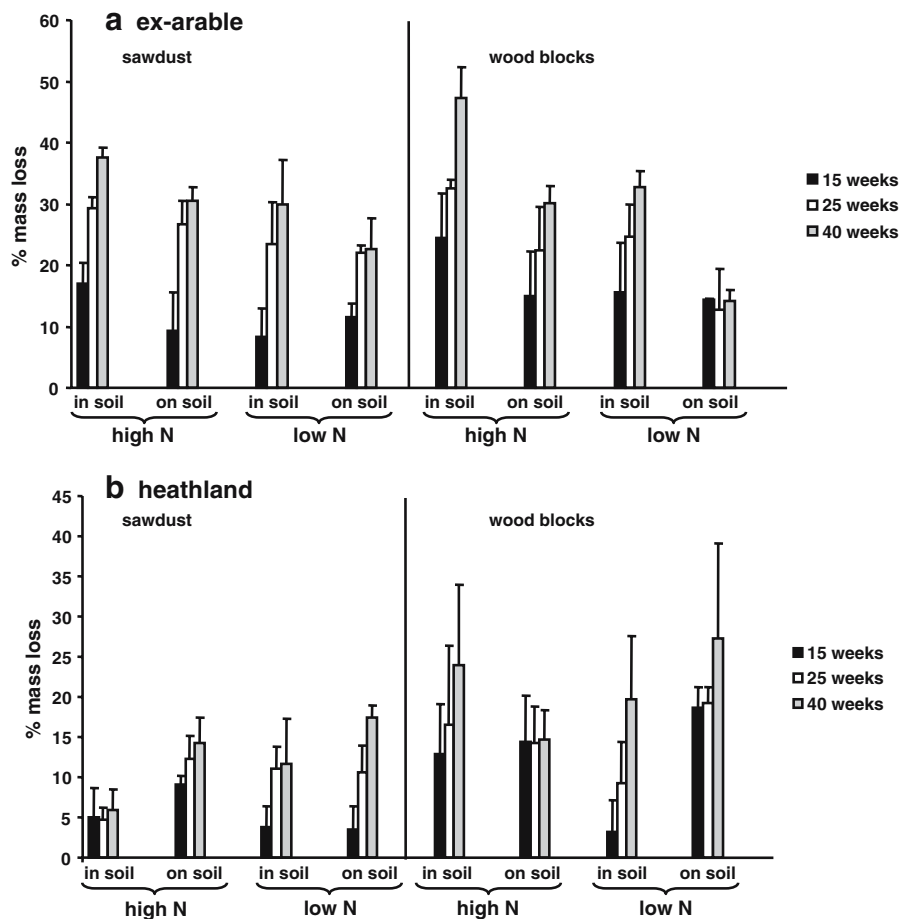 a ex-arable
60
50
40
30
20
10
0
% mass loss
sawdust
wood blocks
15 weeks
25 weeks
40 weeks
in soil on soil in soil on soil in soil on soil in soil on soil
high N low N high N low N
b heathland
45
40
35
30
25
20
15
10
5
0
% mass loss
sawdust
wood blocks
15 weeks
25 weeks
40 weeks
in soil on soil in soil on soil in soil on soil in soil on soil
high N low N high N low N